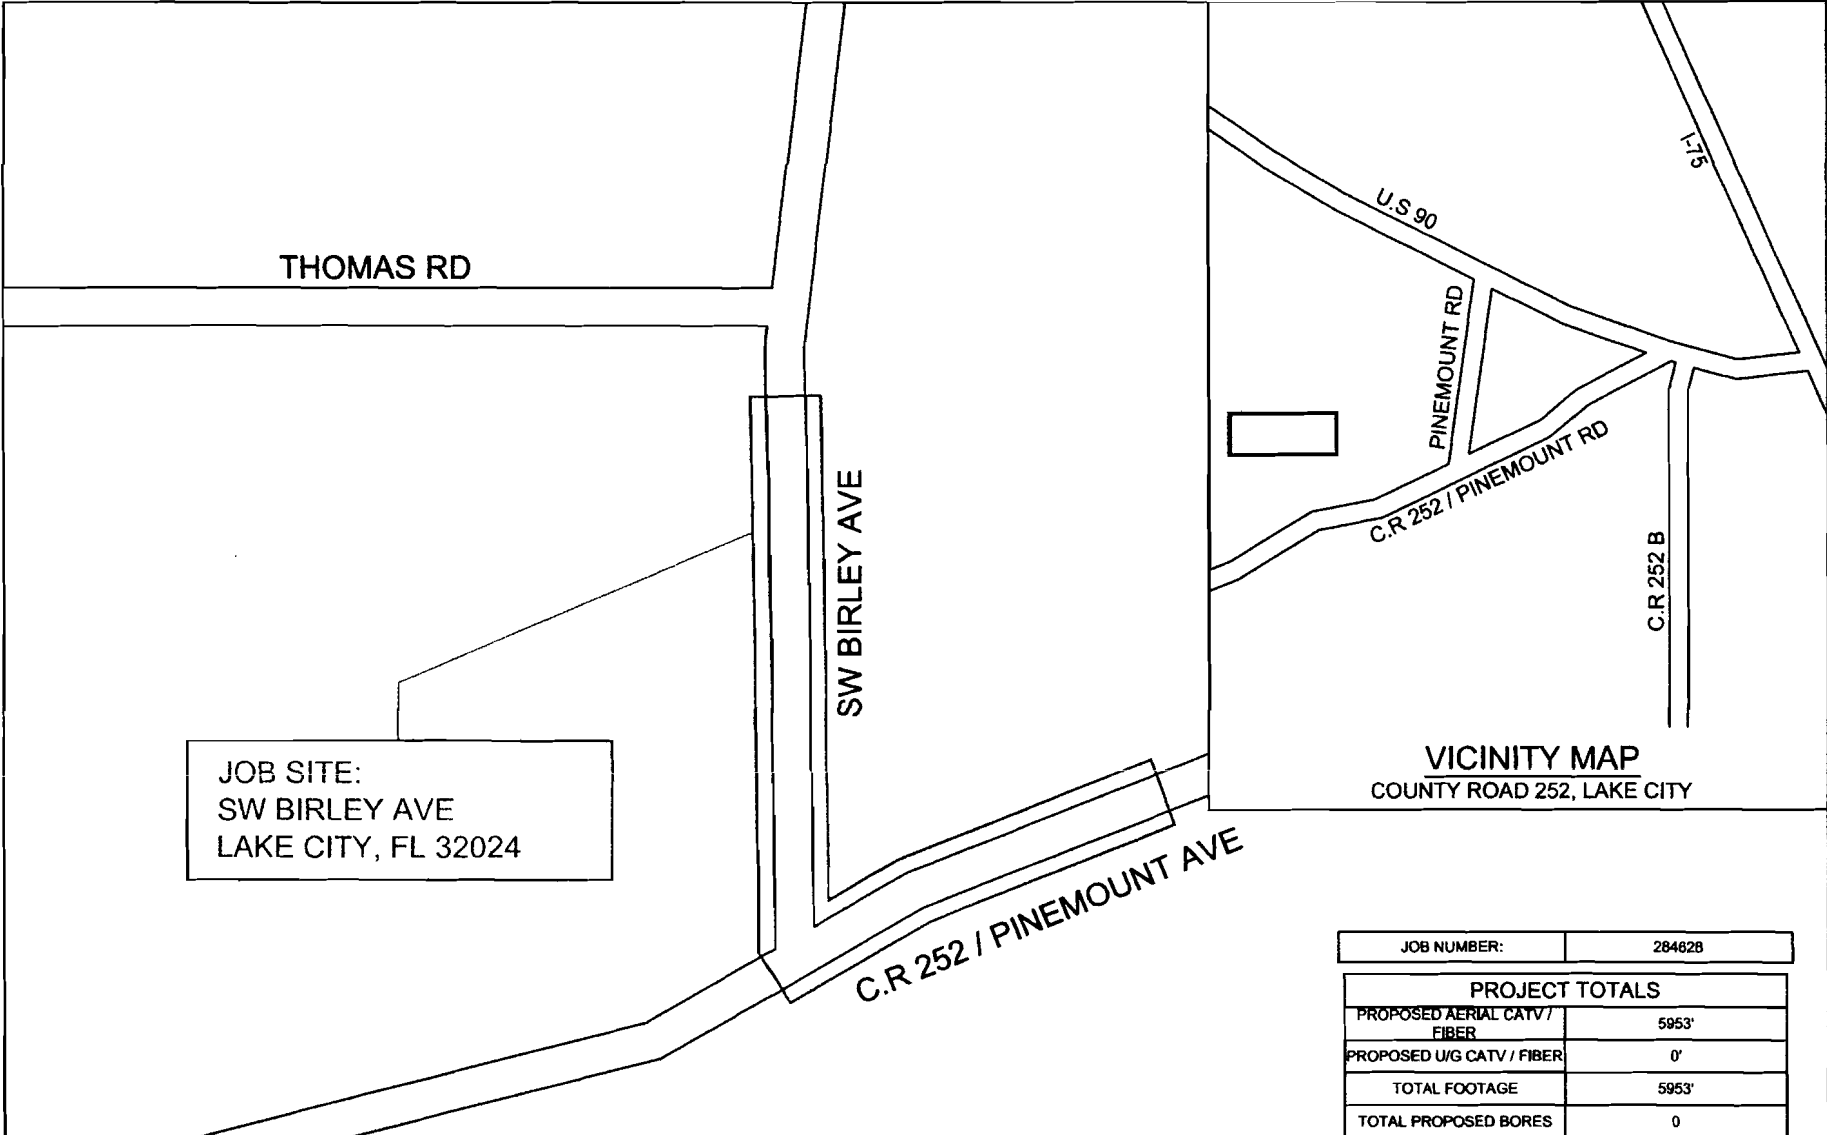 THOMAS RD
SW BIRLEY AVE
JOB SITE:
SW BIRLEY AVE
LAKE CITY, FL 32024
C.R 252 / PINEMOUNT AVE
I-75
U.S 90
PINEMOUNT RD
C.R 252 / PINEMOUNT RD
C.R 252 B
VICINITY MAP
COUNTY ROAD 252, LAKE CITY
JOB NUMBER: 284628
PROJECT TOTALS
PROPOSED AERIAL CATV /
FIBER 5953'
PROPOSED U/G CATV / FIBER 0'
TOTAL FOOTAGE 5953'
TOTAL PROPOSED BORES 0